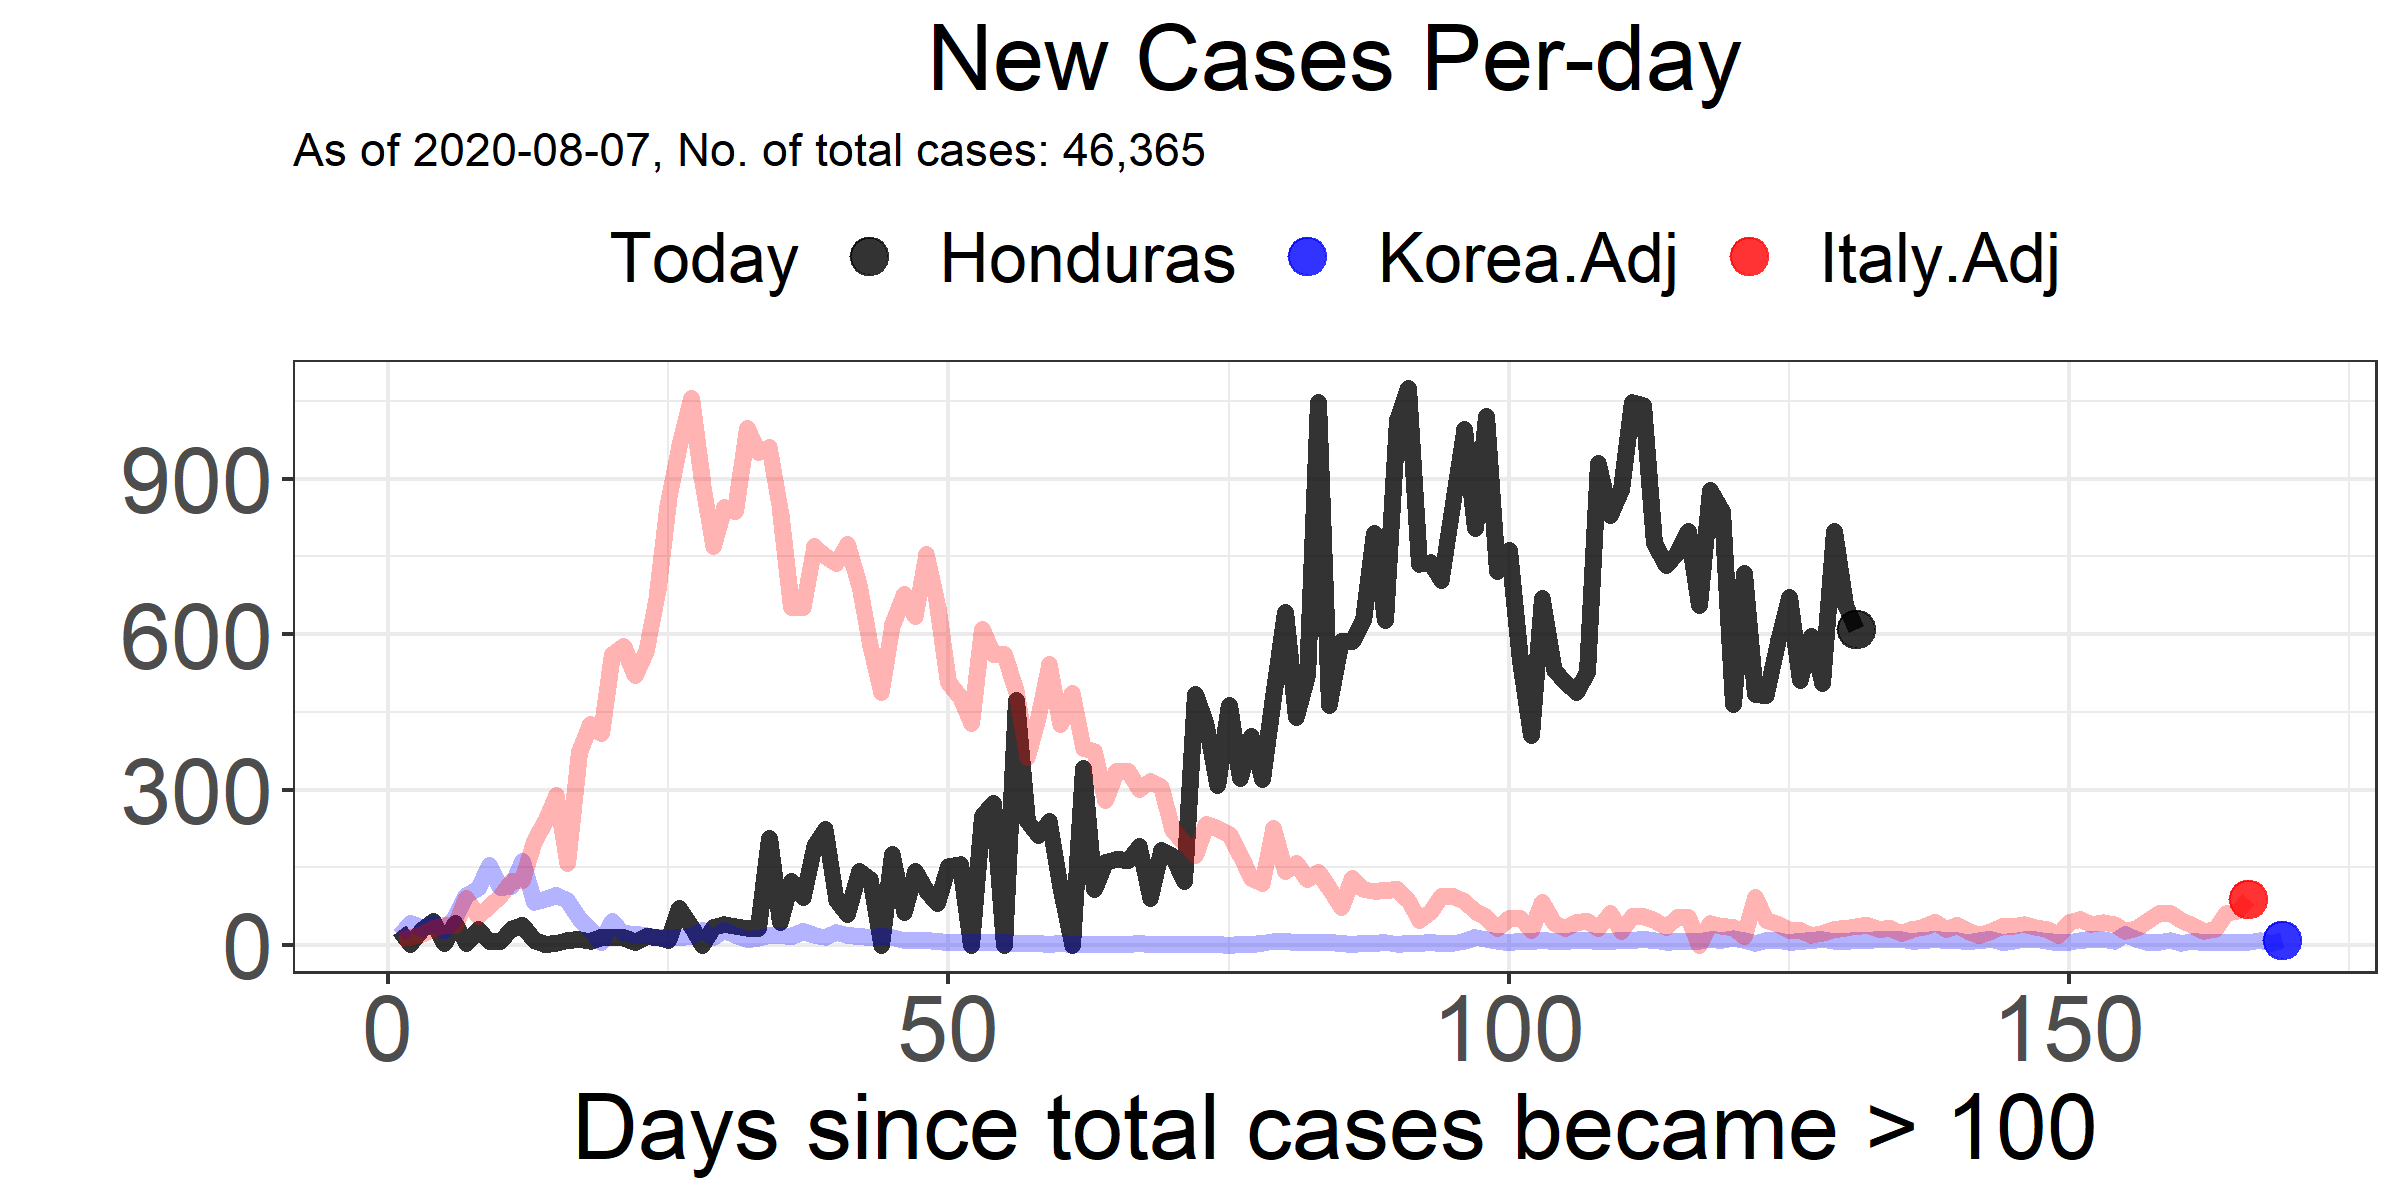 New Cases Per-day
As of 2020-08-07, No. of total cases: 46,365
Today Honduras Korea.Adj Italy.Adj
900
600
300
0
0 50 100 150
Days since total cases became > 100